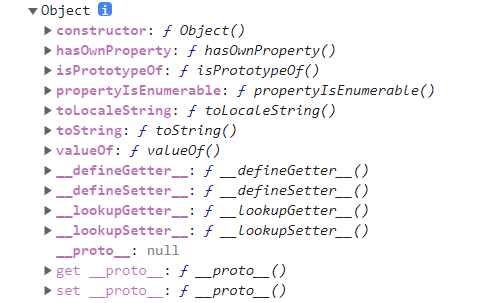 Object i
constructor: ƒ Object()
hasOwnProperty: ƒ hasOwnProperty()
isPrototypeOf: ƒ isPrototypeOf()
propertyIsEnumerable: ƒ propertyIsEnumerable()
toLocaleString: ƒ toLocaleString()
toString: ƒ toString()
valueOf: ƒ valueOf()
__defineGetter__: ƒ __defineGetter__()
__defineSetter__: ƒ __defineSetter__()
__lookupGetter__: ƒ __lookupGetter__()
__lookupSetter__: ƒ __lookupSetter__()
__proto__: null
get __proto__: ƒ __proto__()
set __proto__: ƒ __proto__()